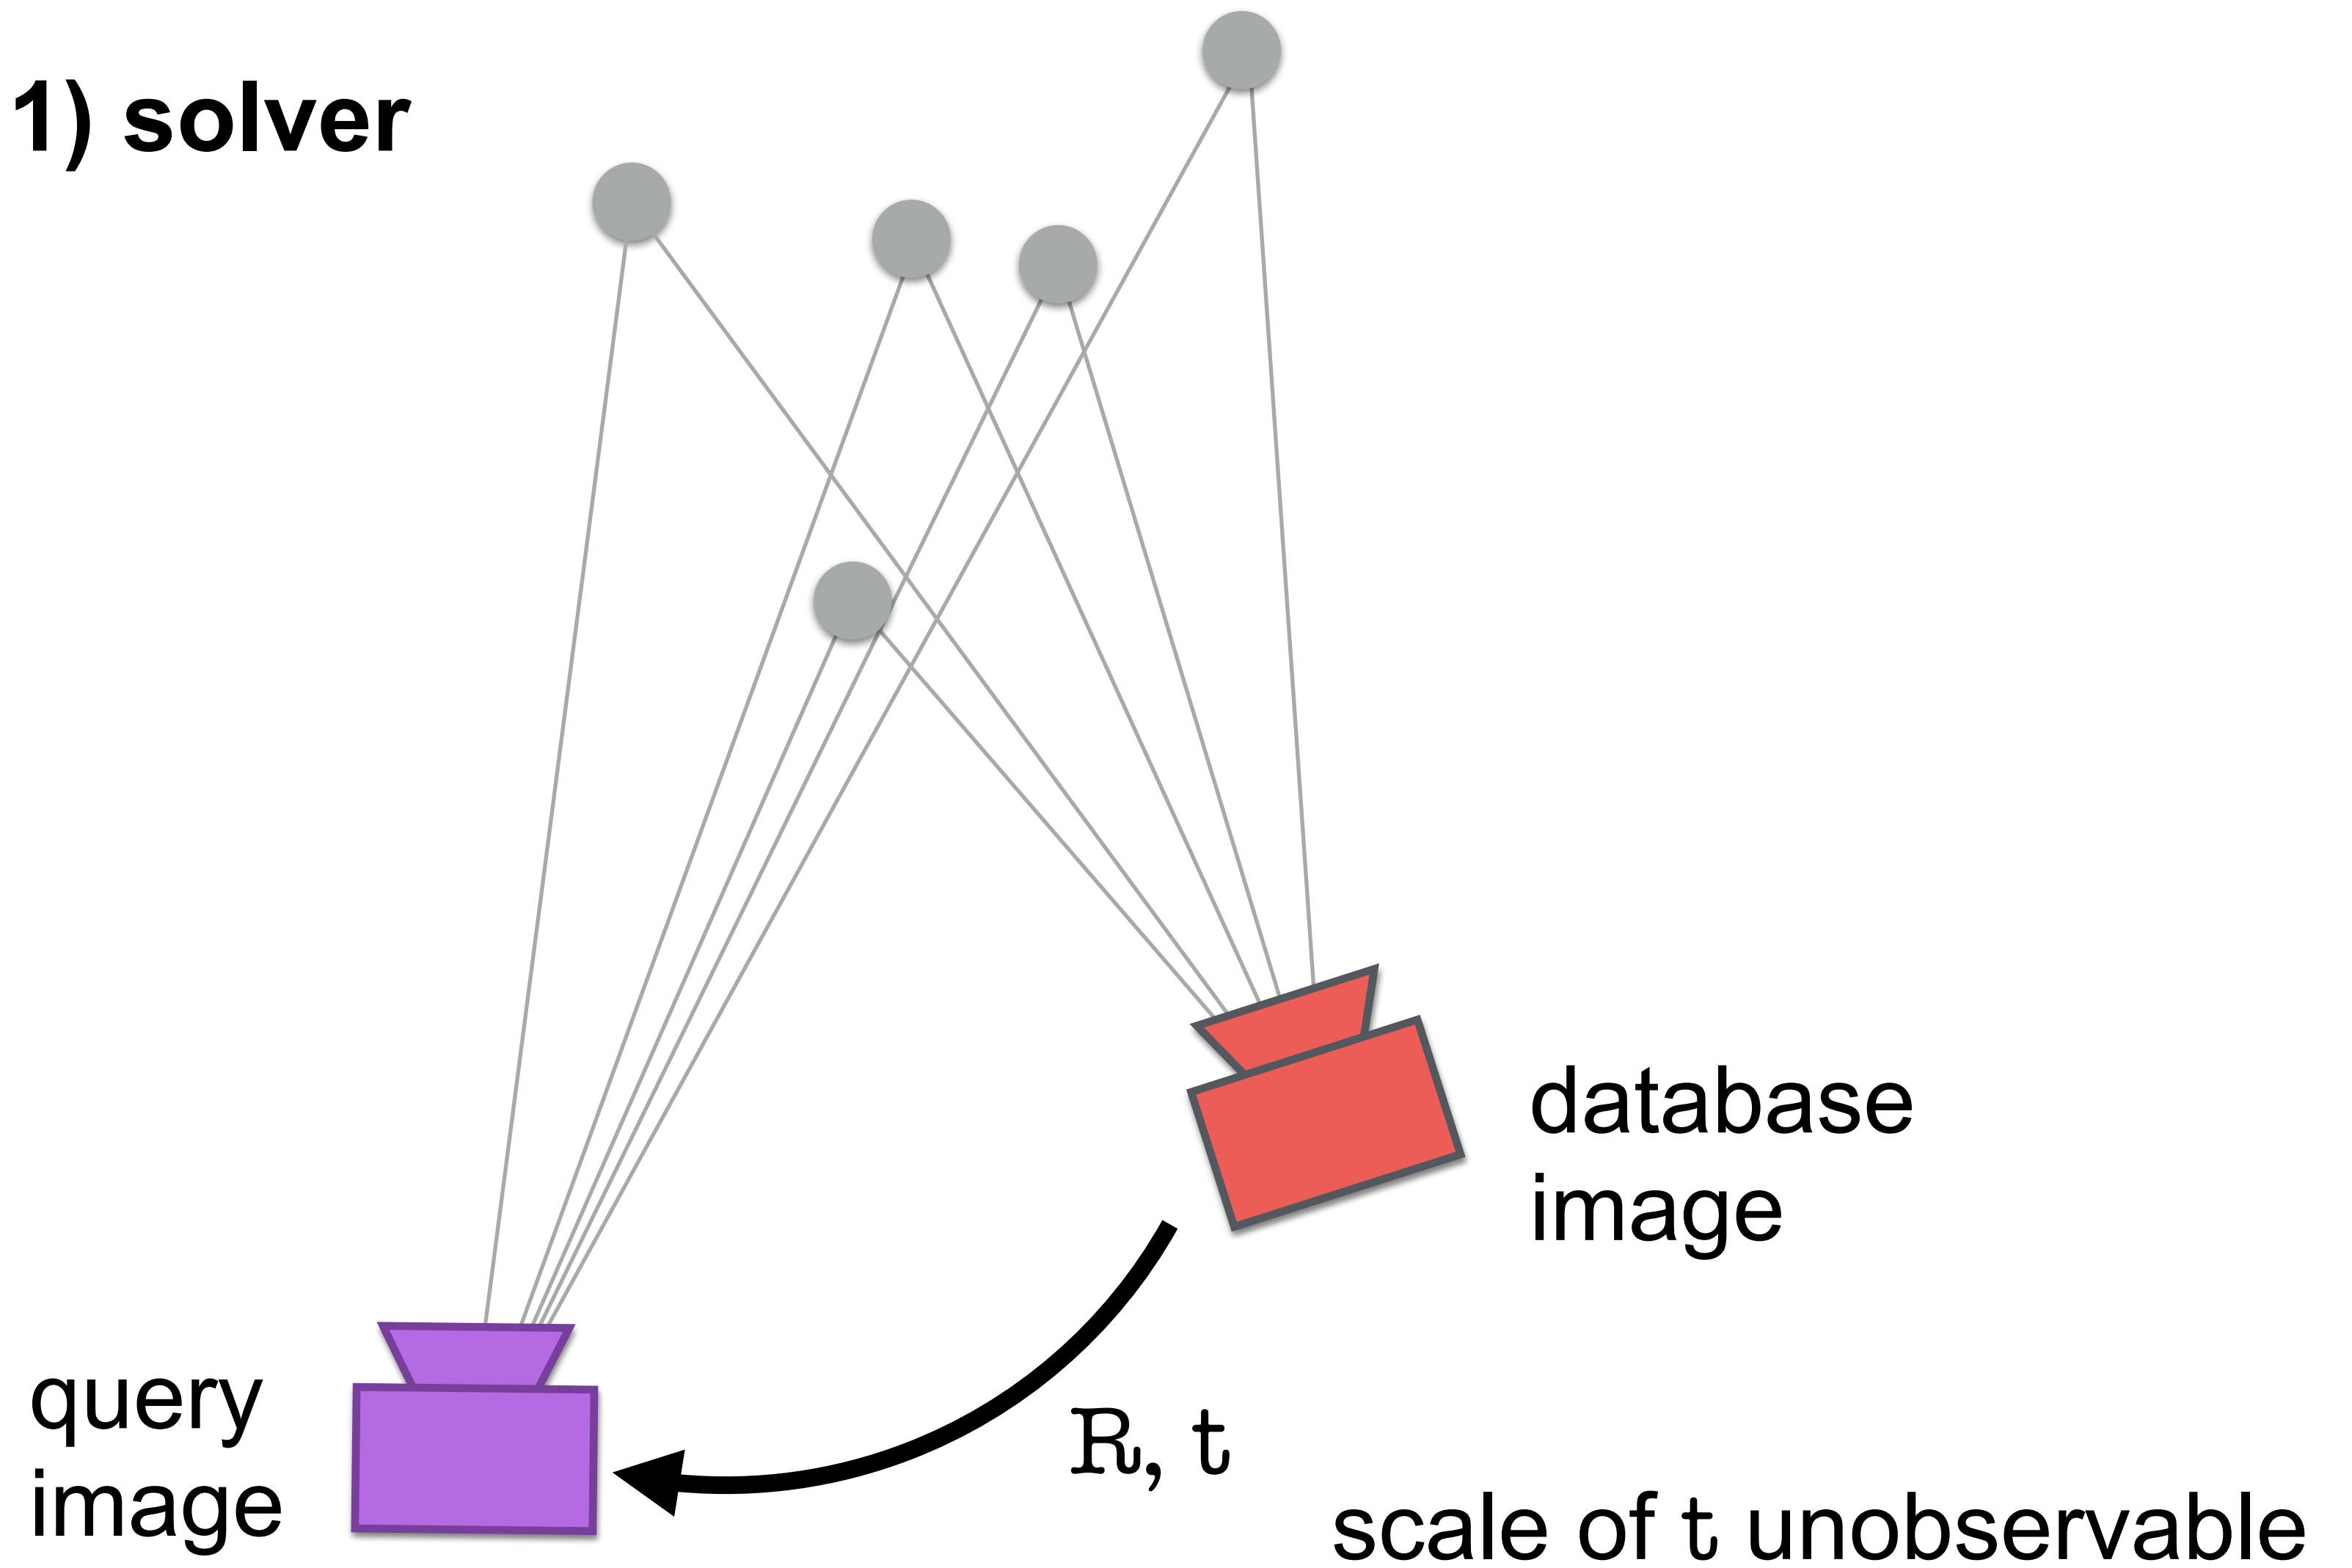 1) solver
database
image
query
image
R, t
scale of t unobservable